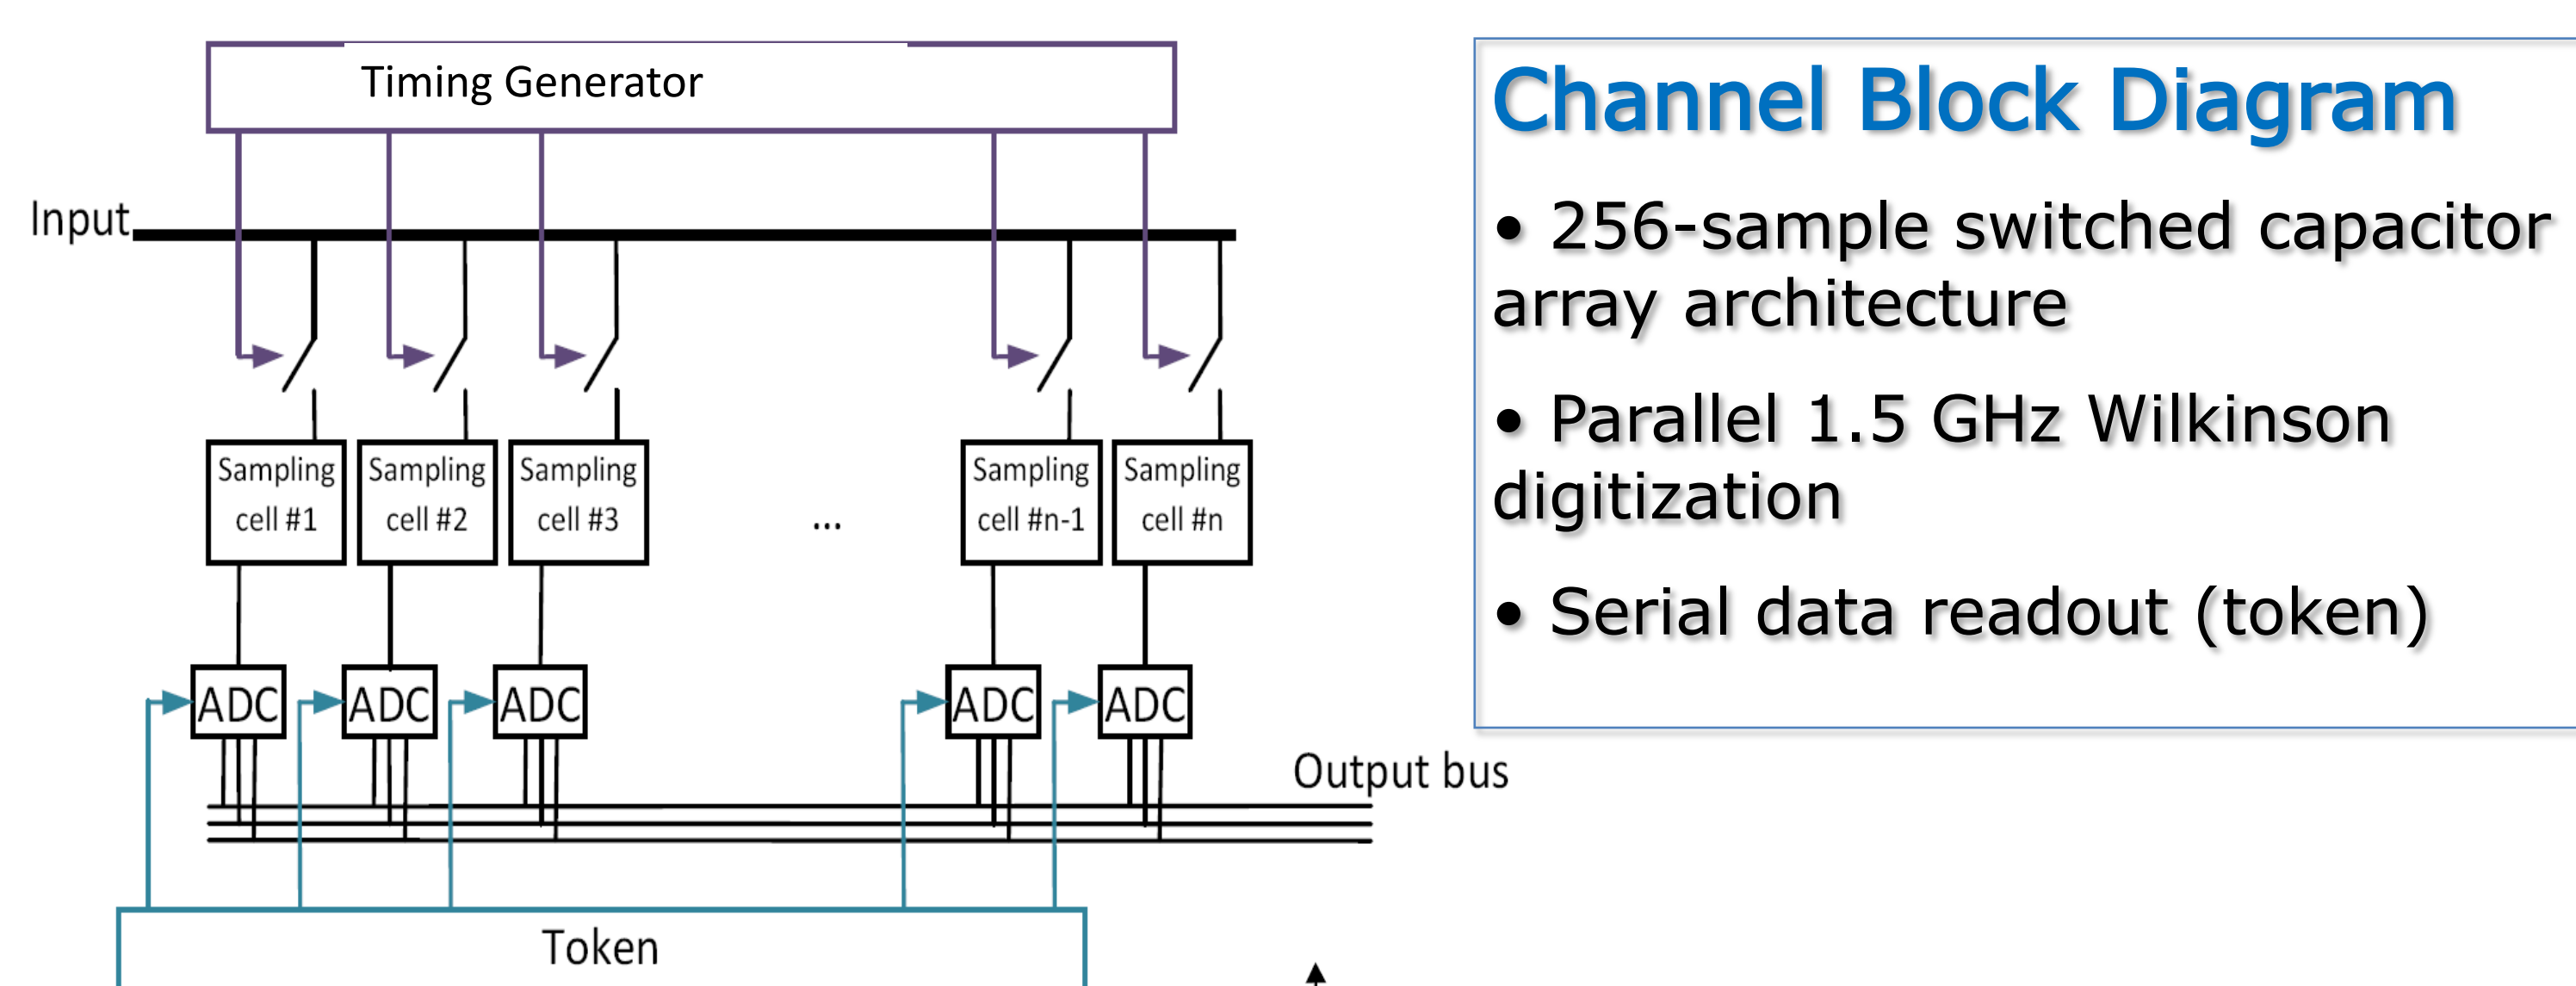 Timing Generator
Input
Sampling
cell #1
Sampling
cell #2
Sampling
cell #3
...
Sampling
cell #n-1
Sampling
cell #n
ADC
ADC
ADC
ADC
ADC
Output bus
Token
Channel Block Diagram
• 256-sample switched capacitor
array architecture
• Parallel 1.5 GHz Wilkinson
digitization
• Serial data readout (token)